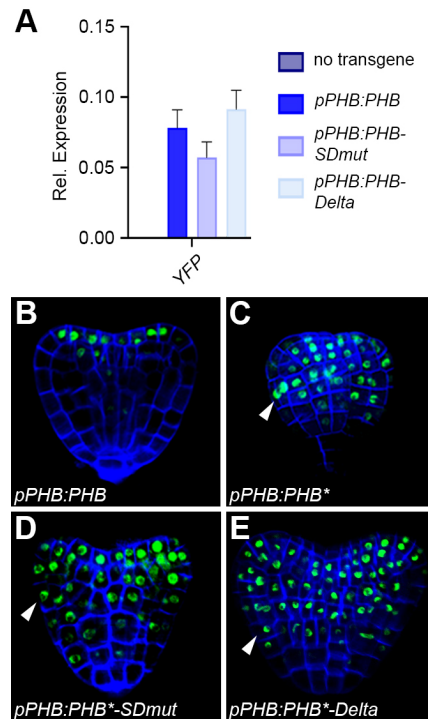 A
0.15
0.10
0.05
0.00
Rel. Expression
YFP
no transgene
pPHB:PHB
pPHB:PHB-
SDmut
pPHB:PHB-
Delta
B
pPHB:PHB
C
pPHB:PHB*
D
pPHB:PHB*-SDmut
E
pPHB:PHB*-Delta